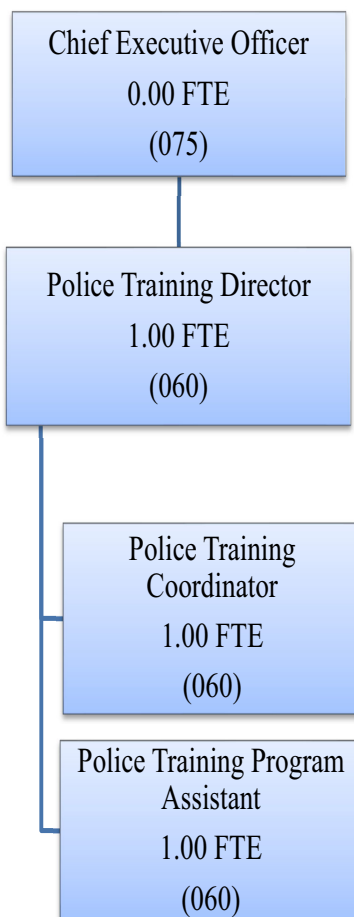 Chief Executive Officer
0.00 FTE
(075)
Police Training Director
1.00 FTE
(060)
Police Training
Coordinator
1.00 FTE
(060)
Police Training Program
Assistant
1.00 FTE
(060)